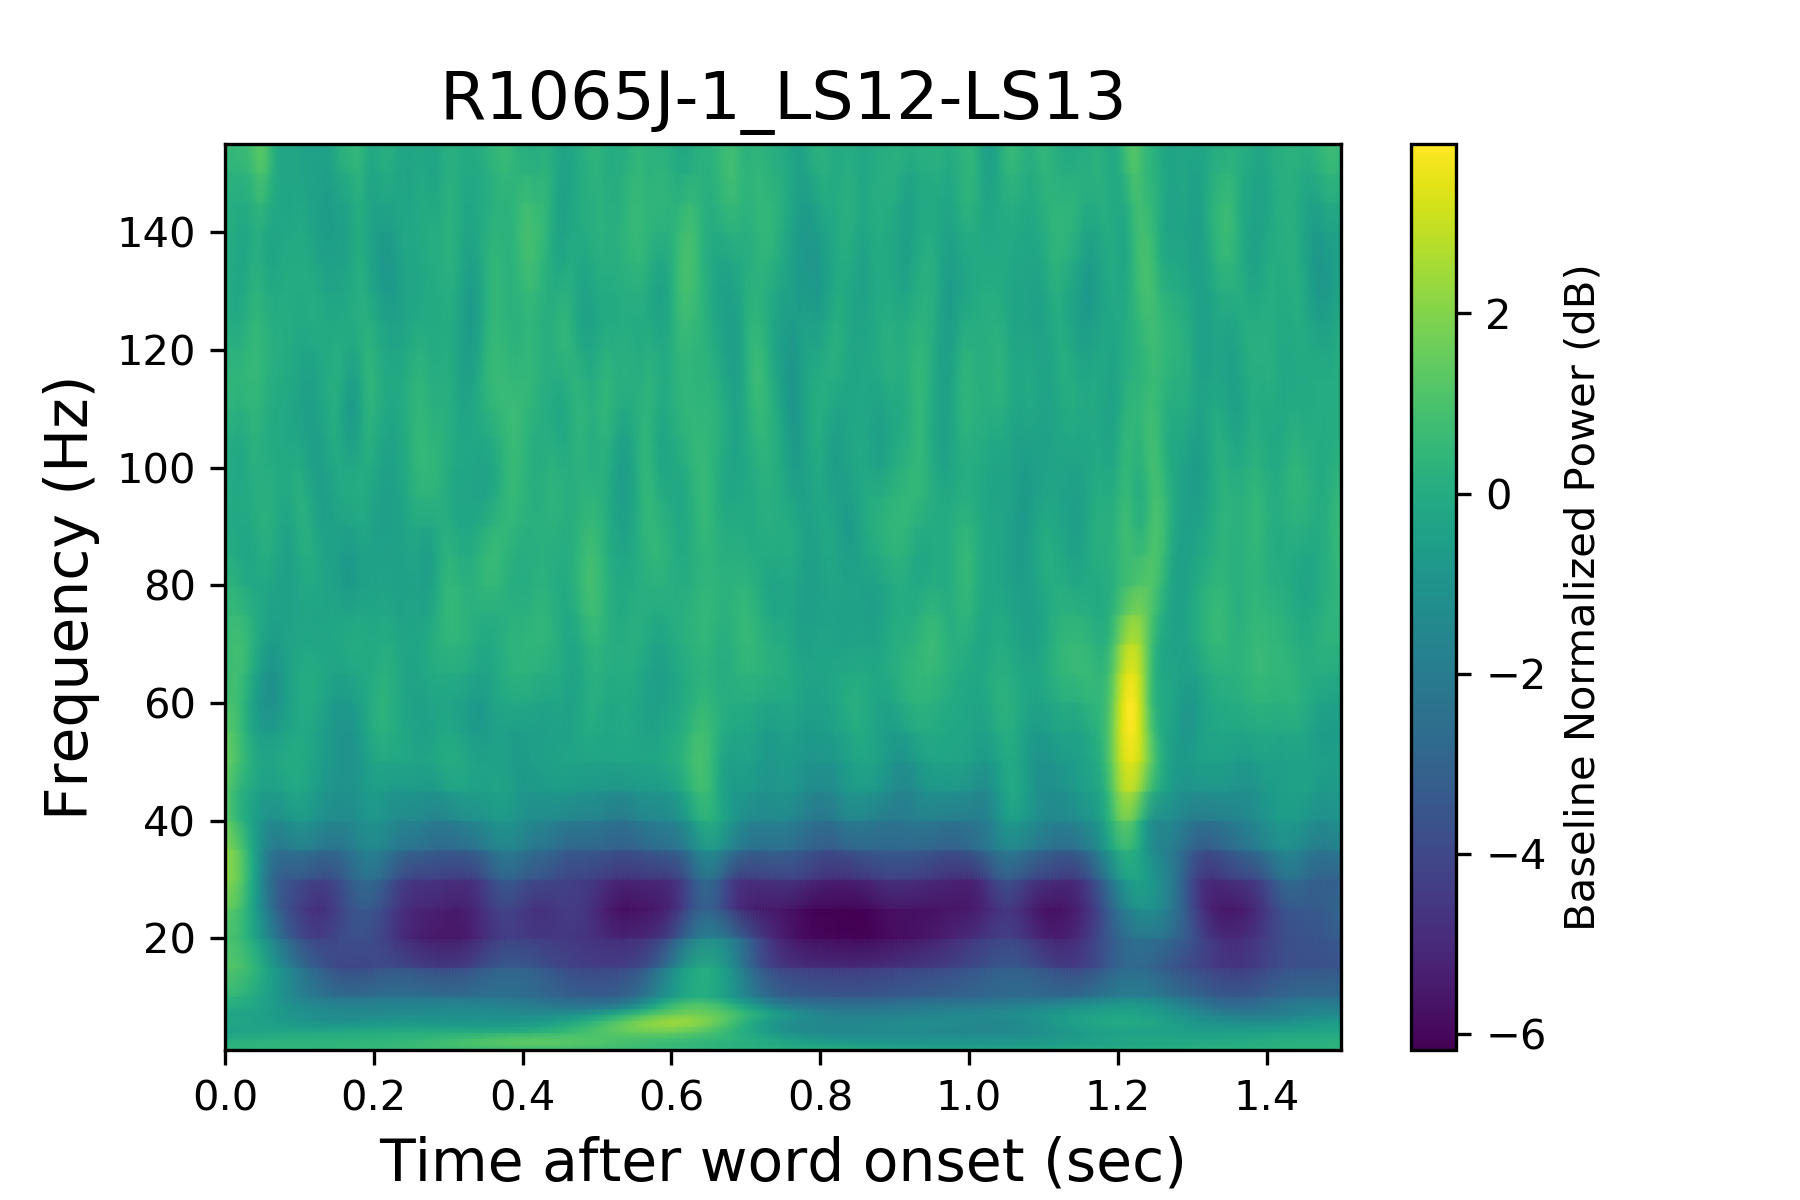 R1065J-1_LS12-LS13
140
120
100
80
60
40
20
Frequency (Hz)
0.0 0.2 0.4 0.6 0.8 1.0 1.2 1.4
Time after word onset (sec)
2
0
−2
−4
−6
Baseline Normalized Power (dB)